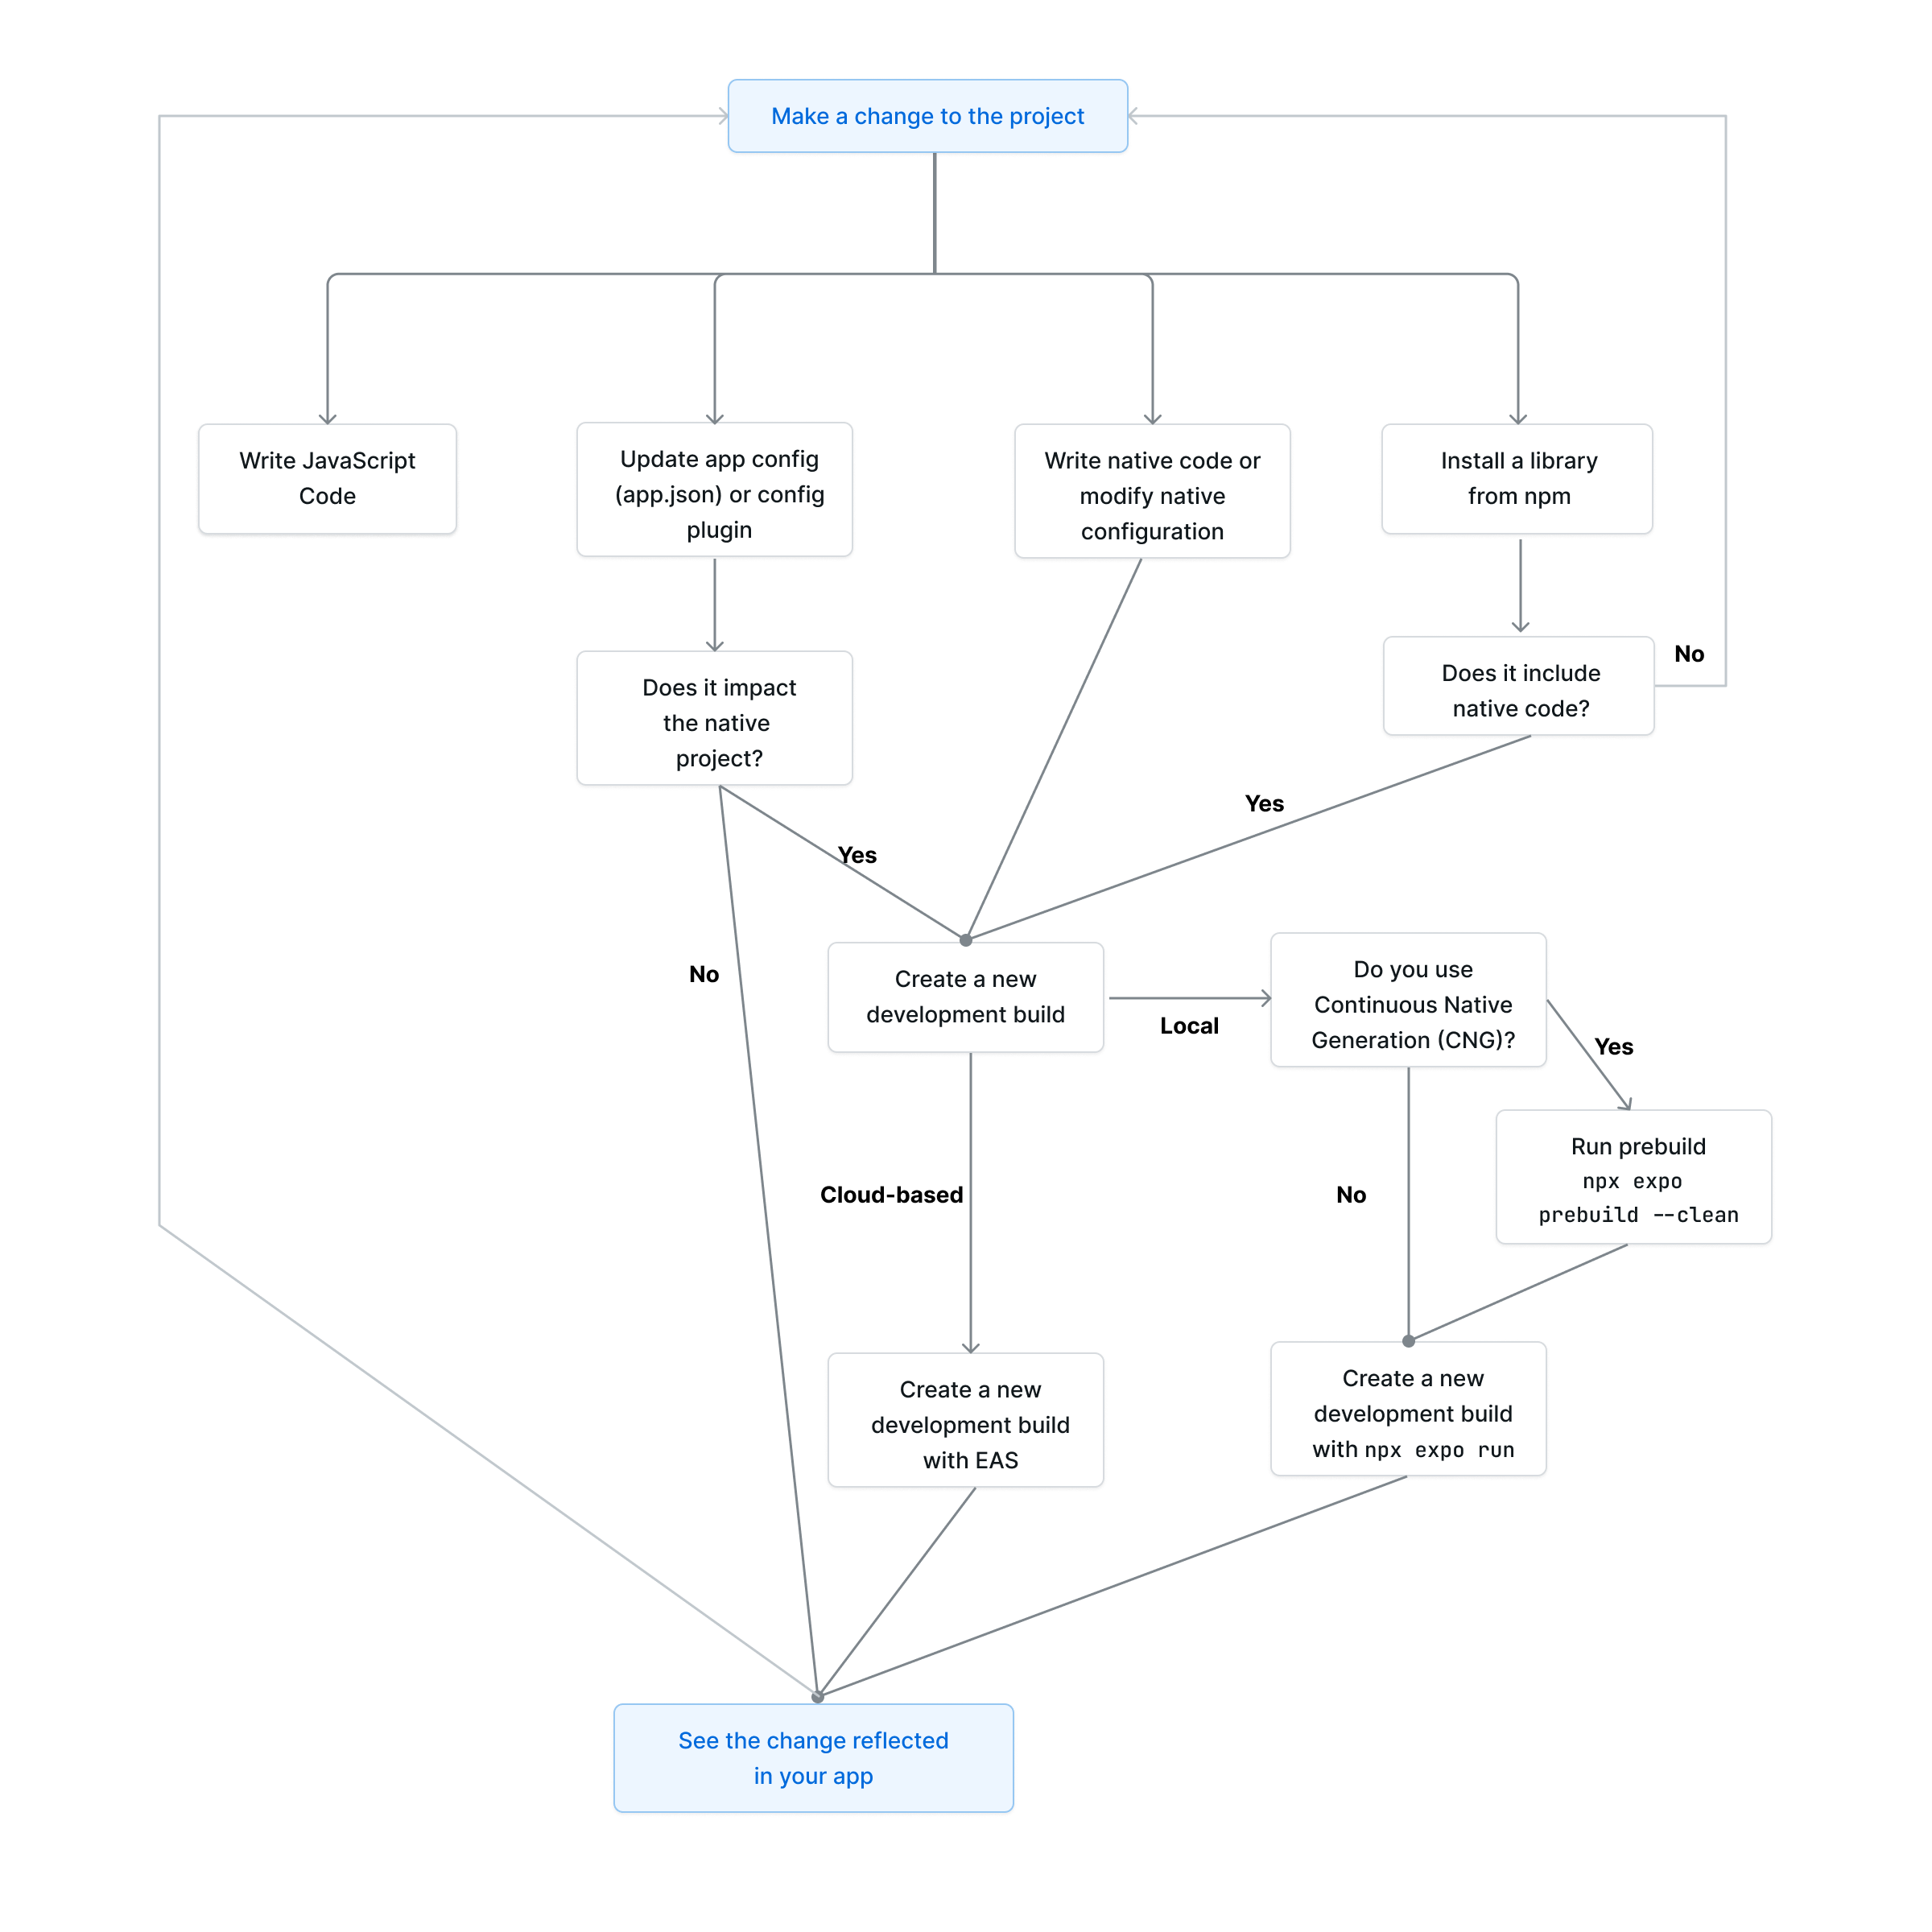 Make a change to the project
Write JavaScript
Code
Update app config
(app.json) or config
plugin
Write native code or
modify native
configuration
Install a library
from npm
Does it impact
the native
project?
Does it include
native code?
No
Yes
Yes
No
Create a new
development build
Local
Do you use
Continuous Native
Generation (CNG)?
Yes
Run prebuild
npx expo
prebuild --clean
Cloud-based
No
Create a new
development build
with EAS
Create a new
development build
with npx expo run
See the change reflected
in your app